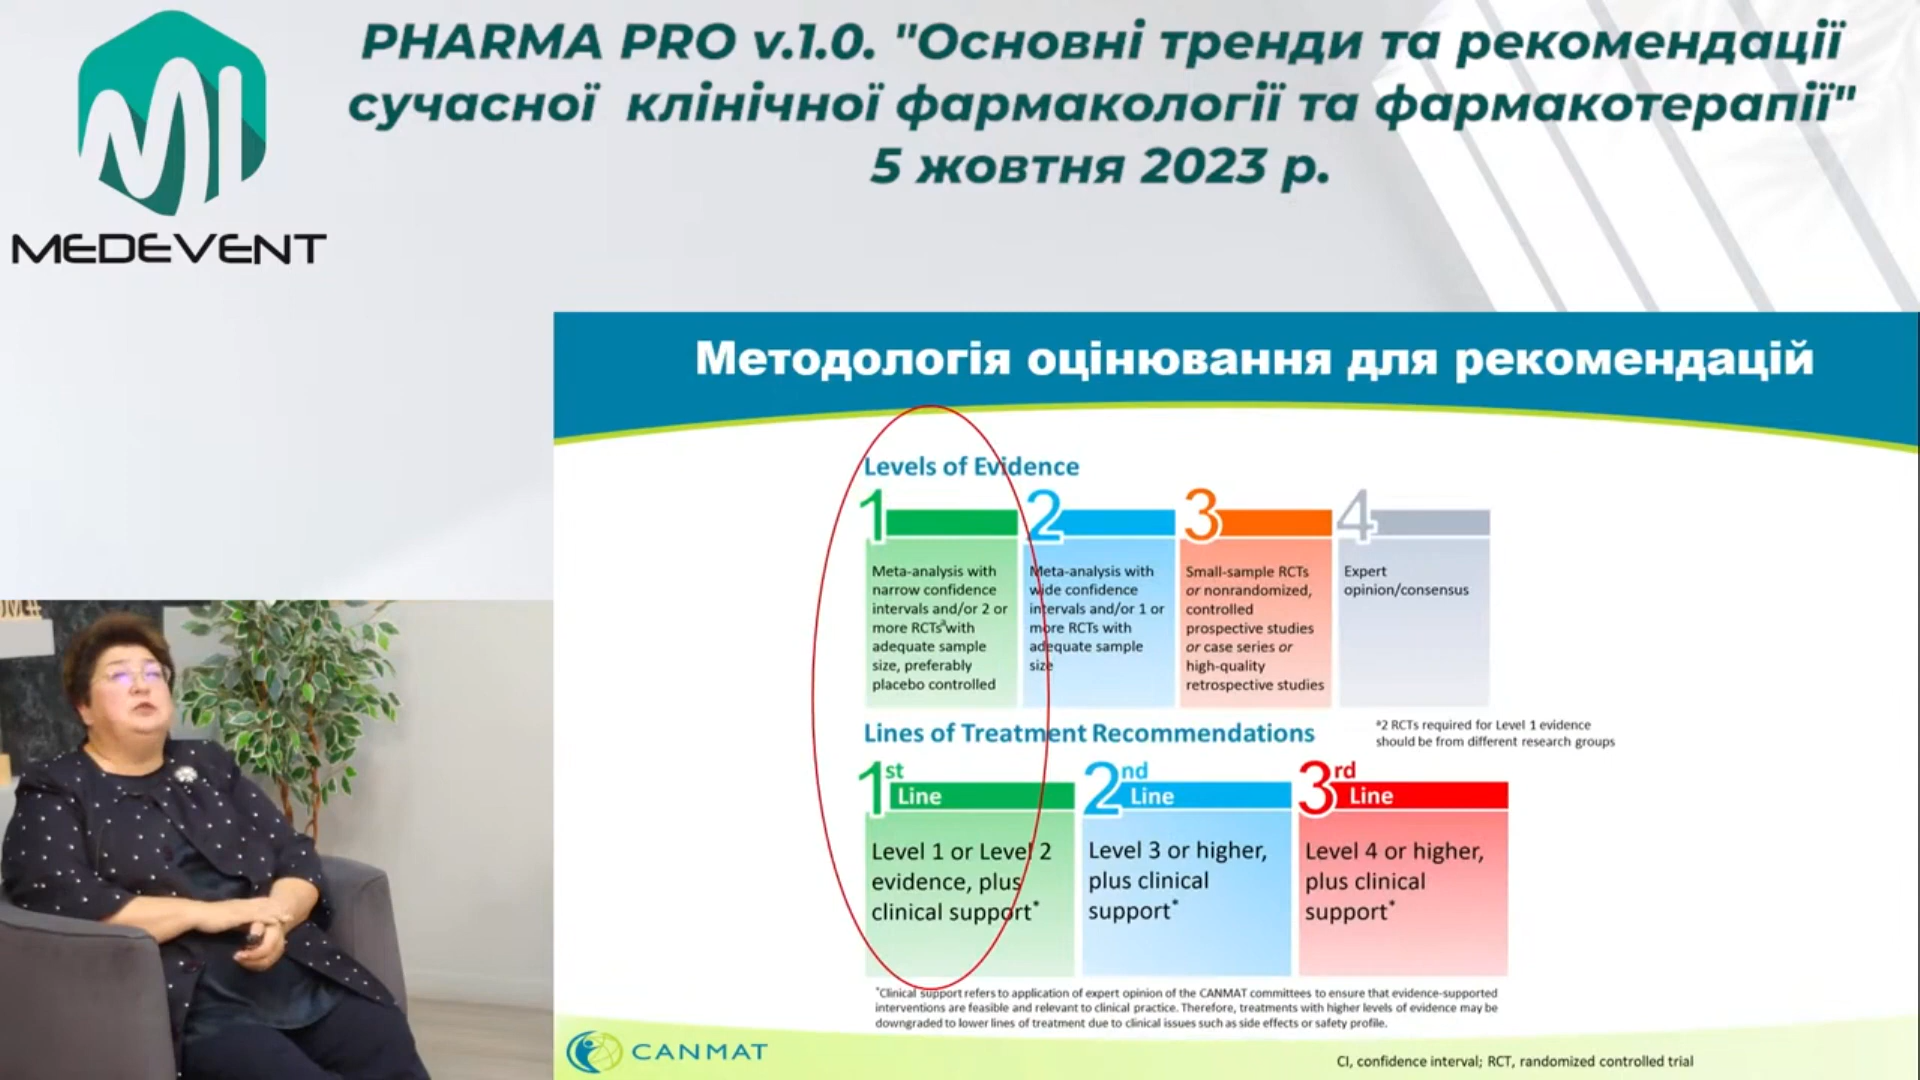 PHARMA PRO v.1.0. "Основні тренди та рекомендації
сучасної клінічної фармакології та фармакотерапії"
5 жовтня 2023 р.
MEDEVENT
Методологія оцінювання для рекомендацій
Levels of Evidence
1
Meta-analysis with
narrow confidence
intervals and/or 2 or
more RCTsªwith
adequate sample
size, preferably
placebo controlled
2
Meta-analysis with
wide confidence
intervals and/or 1 or
more RCTs with
adequate sample
size
3
Small-sample RCTs
or nonrandomized,
controlled
prospective studies
or case series or
high-quality
retrospective studies
4
Expert
opinion/consensus
ª2 RCTs required for Level 1 evidence
should be from different research groups
Lines of Treatment Recommendations
1st Line
Level 1 or Level 2
evidence, plus
clinical support*
2nd Line
Level 3 or higher,
plus clinical
support*
3rd Line
Level 4 or higher,
plus clinical
support*
*Clinical support refers to application of expert opinion of the CANMAT committees to ensure that evidence-supported
interventions are feasible and relevant to clinical practice. Therefore, treatments with higher levels of evidence may be
downgraded to lower lines of treatment due to clinical issues such as side effects or safety profile.
CANMAT
CI, confidence interval; RCT, randomized controlled trial